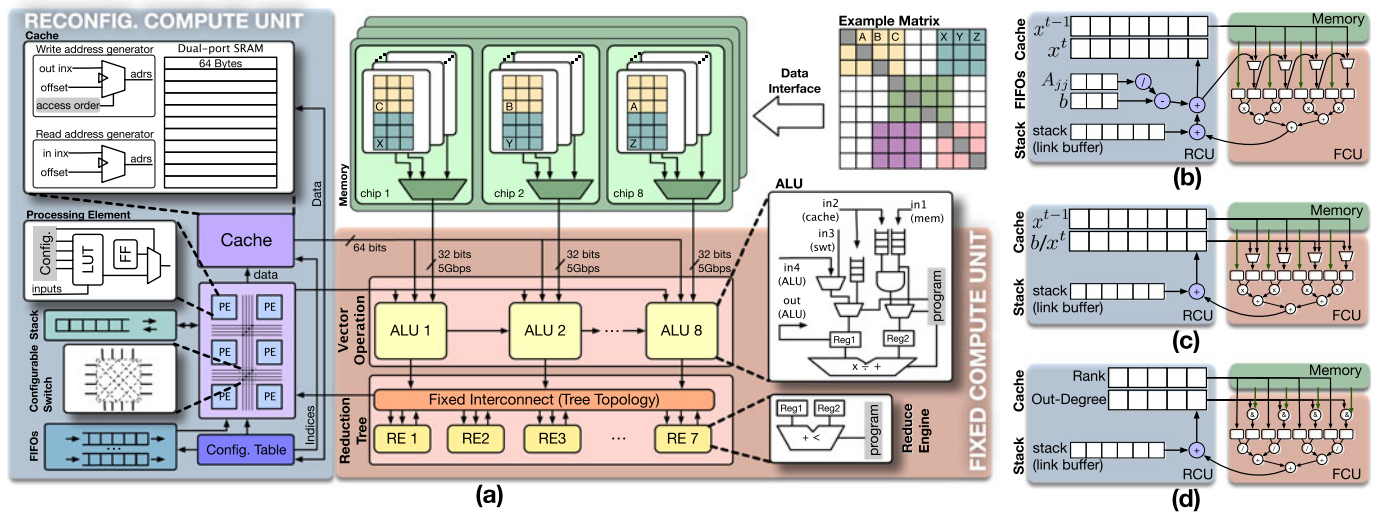 RECONFIG. COMPUTE UNIT
Cache
Write address generator
out inx
offset
access order
adrs
Read address generator
in inx
offset
adrs
Dual-port SRAM
64 Bytes
Processing Element
Config.
LUT
FF
inputs
Stack
Configurable
Switch
FIFOs
Cache
data
Data
Indices
PE
PE
PE
PE
PE
PE
Config. Table
Memory
C
X
chip 1
B
Y
chip 2
A
Z
chip 8
Data
Interface
Example Matrix
A
B
C
X
Y
Z
FIXED COMPUTE UNIT
64 bits
32 bits
5Gbps
32 bits
5Gbps
32 bits
5Gbps
Vector
Operation
ALU 1
ALU 2
ALU 8
Reduction
Tree
Fixed Interconnect (Tree Topology)
RE 1
RE2
RE3
RE 7
ALU
in2
(cache)
in1
(mem)
in3
(swt)
in4
(ALU)
out
(ALU)
program
Reg1
Reg2
x ÷ +
Reg1
Reg2
+ <
program
Reduce
Engine
(a)
Cache
x^{t−1}
x^t
FIFOs
A_{jj}
b
/
-
+
Stack
stack
(link buffer)
+
RCU
Memory
x
x
x
x
+
+
+
FCU
(b)
Cache
x^{t−1}
b/x^t
Stack
stack
(link buffer)
+
RCU
Memory
x
x
x
x
+
+
+
FCU
(c)
Cache
Rank
Out-Degree
Stack
stack
(link buffer)
+
RCU
Memory
&
&
&
&
/
/
/
/
+
+
+
FCU
(d)